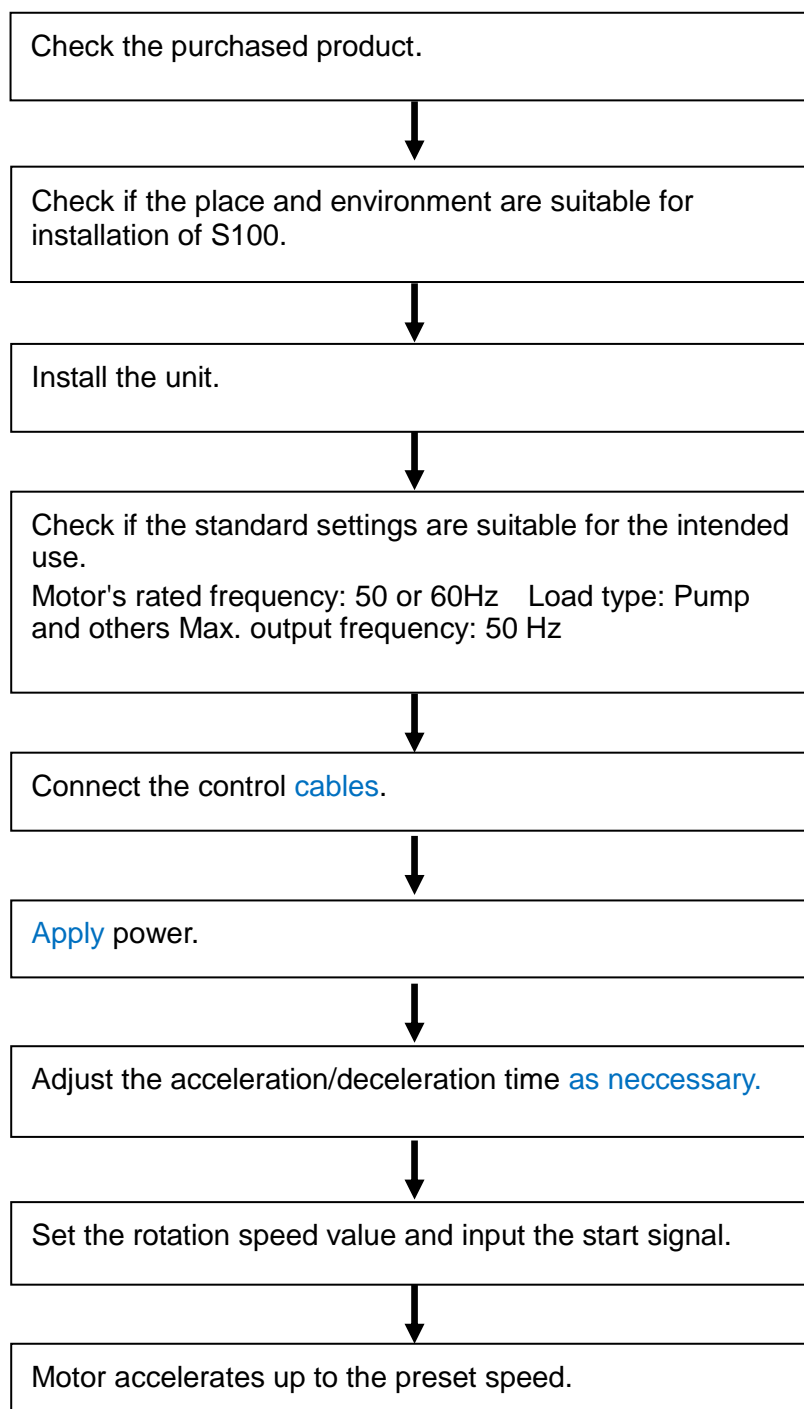 Check the purchased product.
Check if the place and environment are suitable for
installation of S100.
Install the unit.
Check if the standard settings are suitable for the intended
use.
Motor's rated frequency: 50 or 60Hz    Load type: Pump
and others Max. output frequency: 50 Hz
Connect the control cables.
Apply power.
Adjust the acceleration/deceleration time as neccessary.
Set the rotation speed value and input the start signal.
Motor accelerates up to the preset speed.